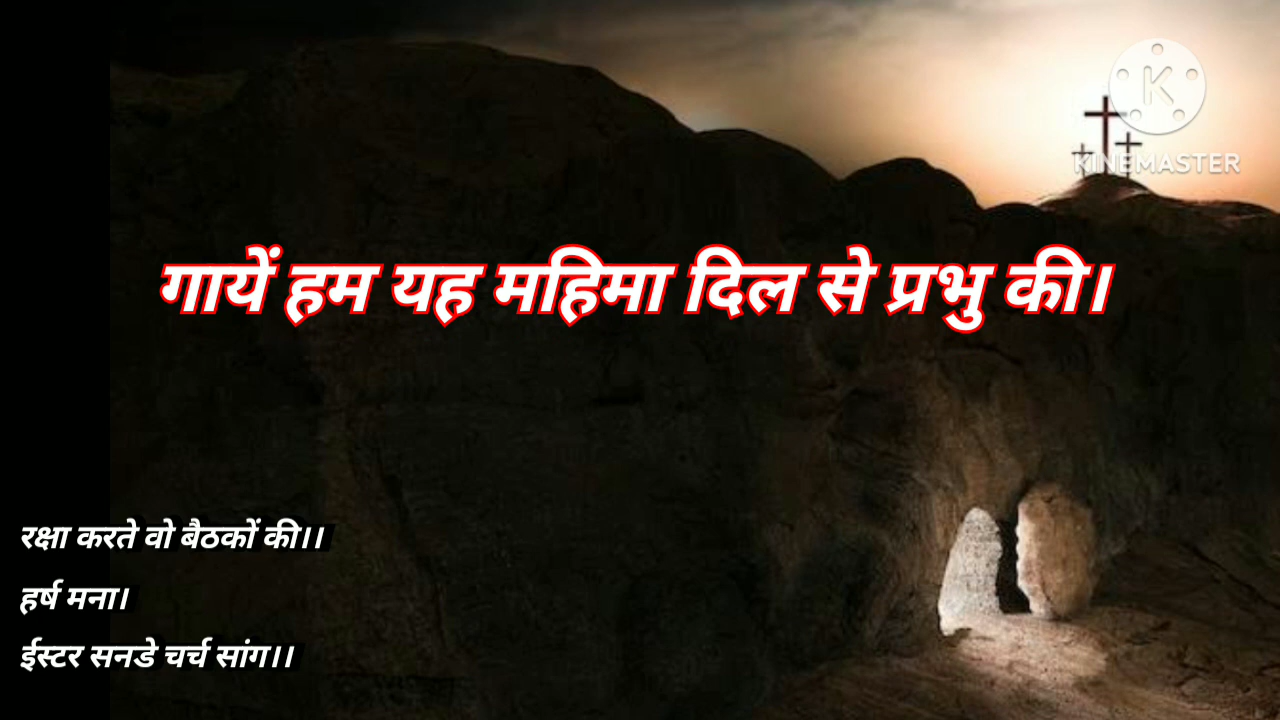 K
KINEMASTER
गायें हम यह महिमा दिल से प्रभु की।
रक्षा करते वो बैठकों की।।
हर्ष मना।
ईस्टर सनडे चर्च सांग।।